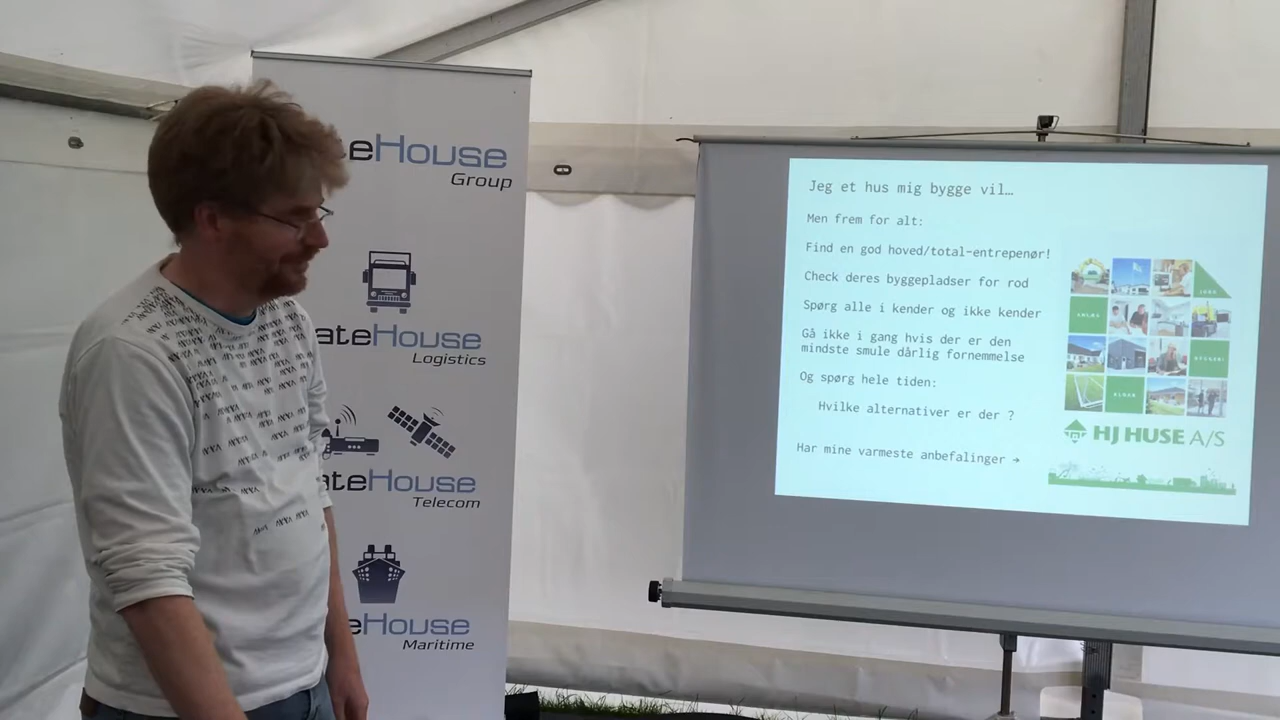 eHouse
Group
ateHouse
Logistics
ateHouse
Telecom
eHouse
Maritime
Jeg et hus mig bygge vil…
Men frem for alt:
Find en god hoved/total-entrepenør!
Check deres byggepladser for rod
Spørg alle i kender og ikke kender
Gå ikke i gang hvis der er den
mindste smule dårlig fornemmelse
Og spørg hele tiden:
Hvilke alternativer er der ?
Har mine varmeste anbefalinger →
HJ HUSE A/S